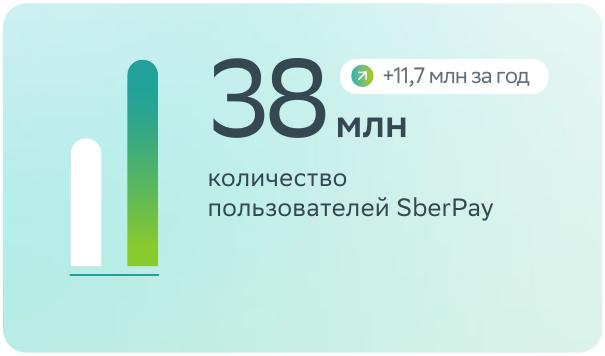 38 млн
+11,7 млн за год
количество
пользователей SberPay